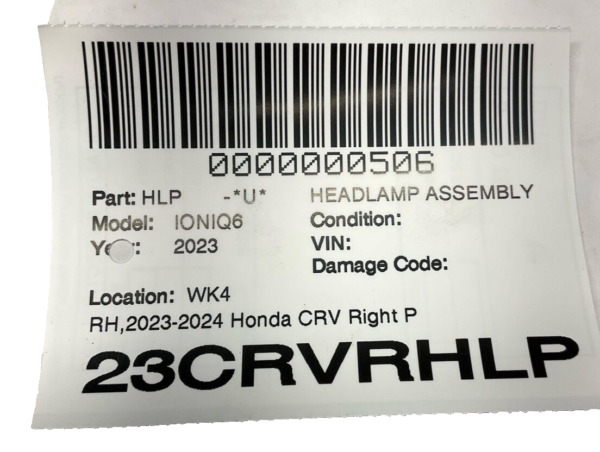 0000000506
Part: HLP -*U* HEADLAMP ASSEMBLY
Model: IONIQ6 Condition:
2023 VIN:
Damage Code:
Location: WK4
RH,2023-2024 Honda CRV Right P
23CRVRHLP